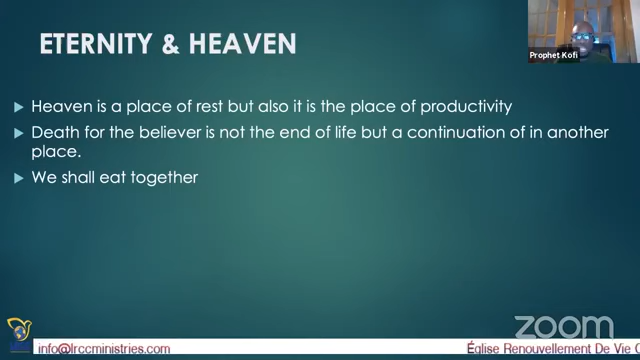 ETERNITY & HEAVEN
Prophet Kofi
Heaven is a place of rest but also it is the place of productivity
Death for the believer is not the end of life but a continuation of in another
place.
We shall eat together
zoom
info@lrccministries.com
Église Renouvellement De Vie C